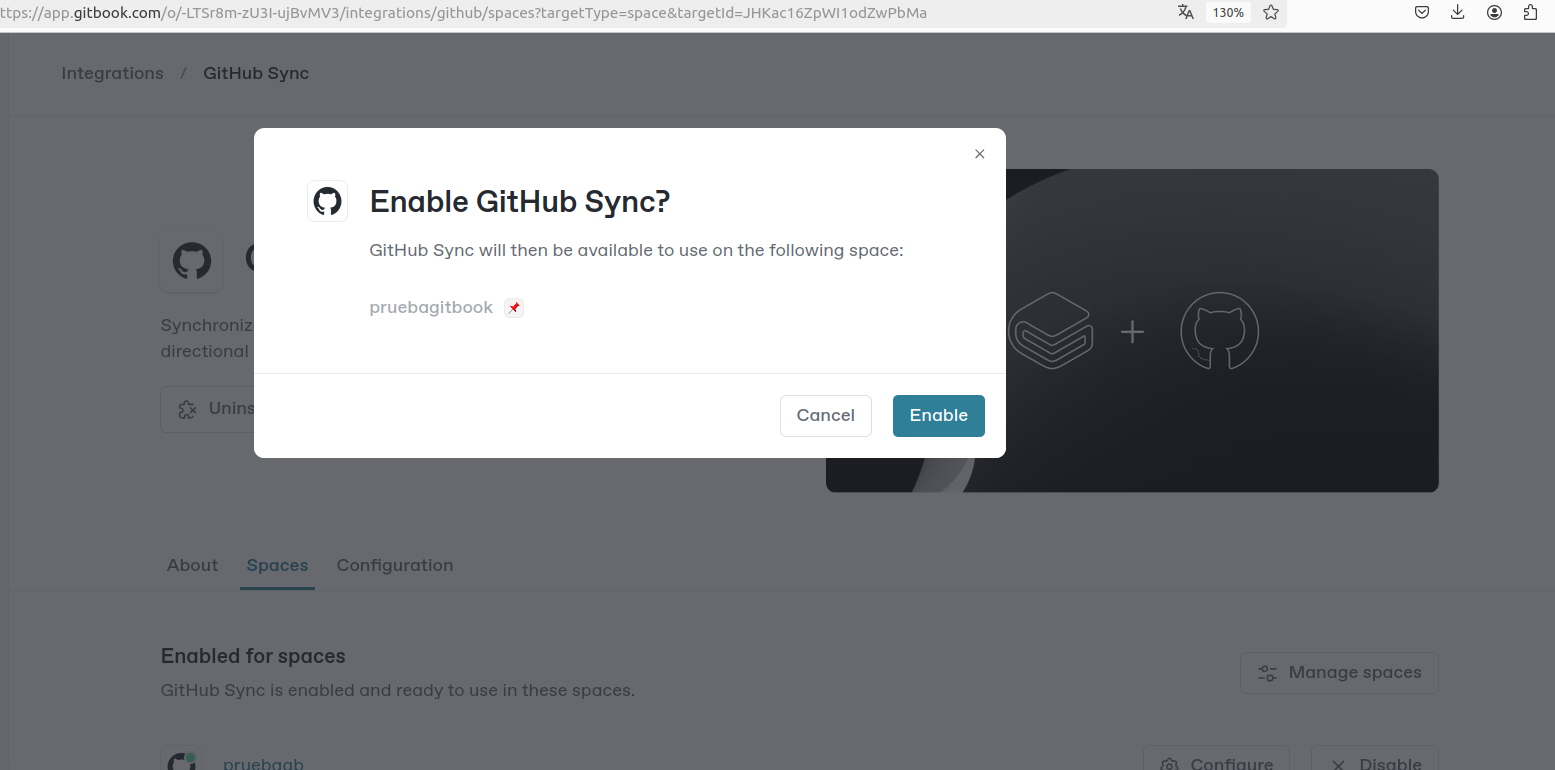 ttps://app.gitbook.com/o/-LTSr8m-zU3I-ujBvMV3/integrations/github/spaces?targetType=space&targetId=JHKac16ZpWI1odZwPbMa
130%
Integrations / GitHub Sync
Enable GitHub Sync?
GitHub Sync will then be available to use on the following space:
pruebagitbook
Cancel
Enable
Synchroniz
directional
Unins
About
Spaces
Configuration
Enabled for spaces
GitHub Sync is enabled and ready to use in these spaces.
Manage spaces
pruebagb
Configure
Disable